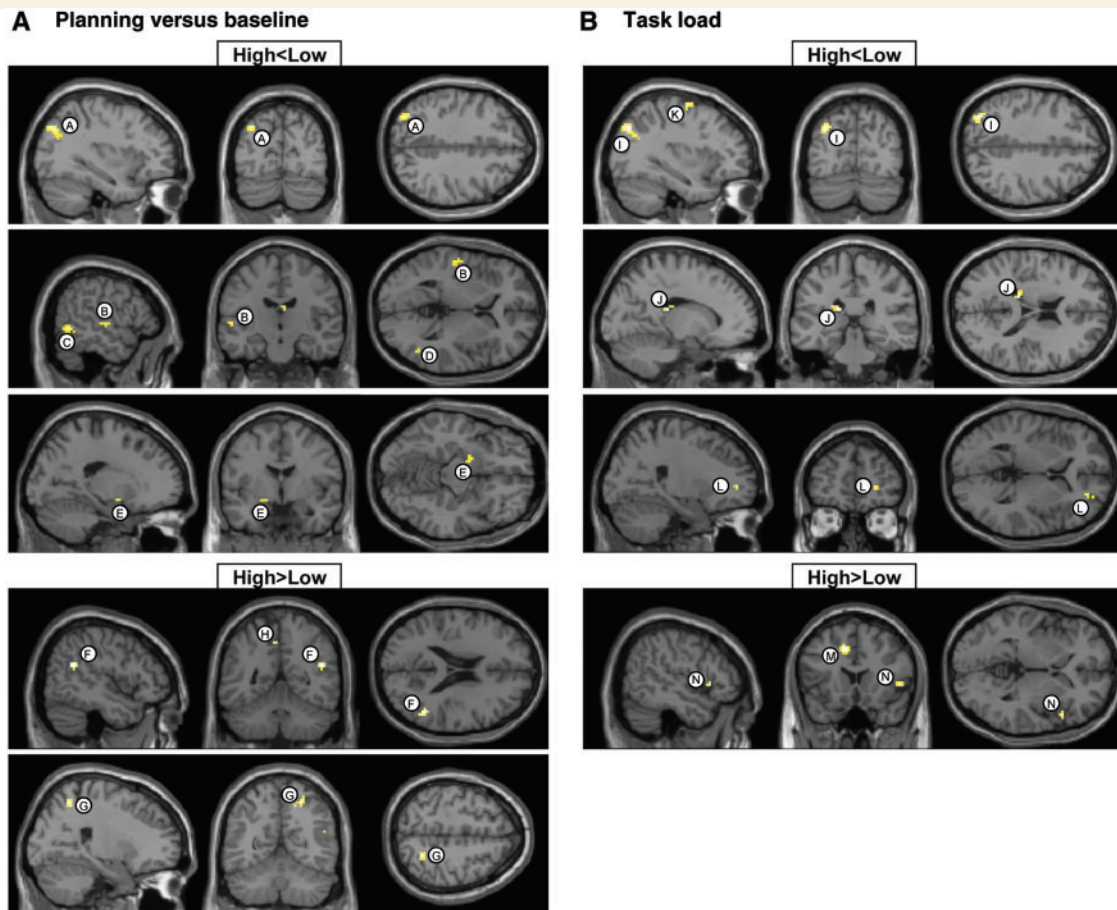 A Planning versus baseline
High<Low
A A A
B B B
C D
E E E
High>Low
F H F F
G G G
B Task load
High<Low
K I I I
J J J
L L L
High>Low
M N N N